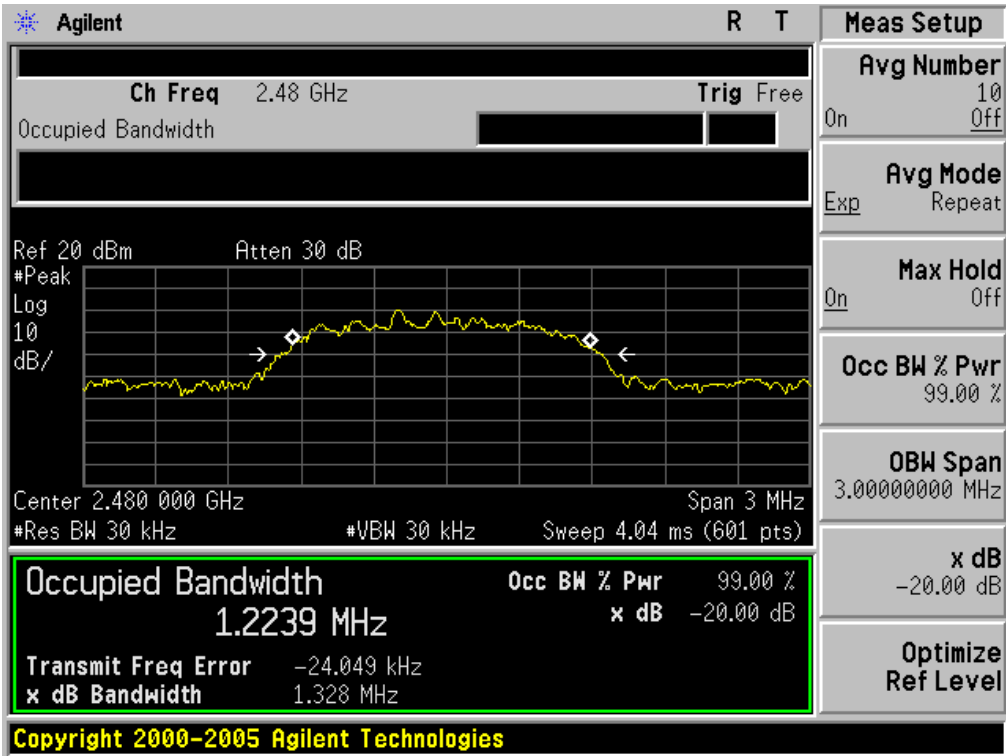 Agilent R T
Ch Freq 2.48 GHz Trig Free
Occupied Bandwidth
Ref 20 dBm Atten 30 dB
#Peak
Log
10
dB/
Center 2.480 000 GHz Span 3 MHz
#Res BW 30 kHz #VBW 30 kHz Sweep 4.04 ms (601 pts)
Occupied Bandwidth Occ BW % Pwr 99.00 %
1.2239 MHz x dB -20.00 dB
Transmit Freq Error -24.049 kHz
x dB Bandwidth 1.328 MHz
Copyright 2000-2005 Agilent Technologies
Meas Setup
Avg Number
10
On Off
Avg Mode
Exp Repeat
Max Hold
On Off
Occ BW % Pwr
99.00 %
OBW Span
3.00000000 MHz
x dB
-20.00 dB
Optimize
Ref Level